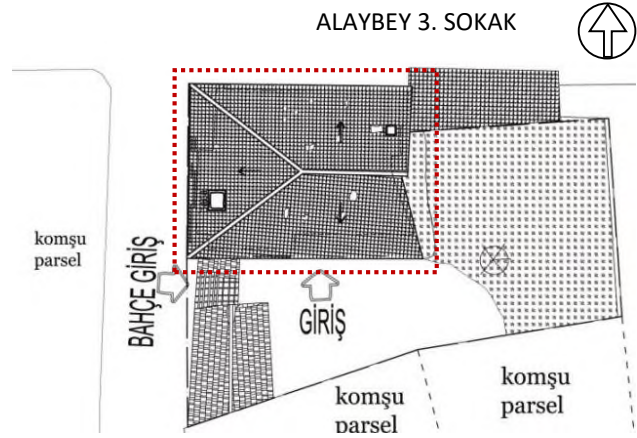 ALAYBEY 3. SOKAK
komşu
parsel
BAHÇE GİRİŞ
GİRİŞ
komşu
parsel
komşu
parsel